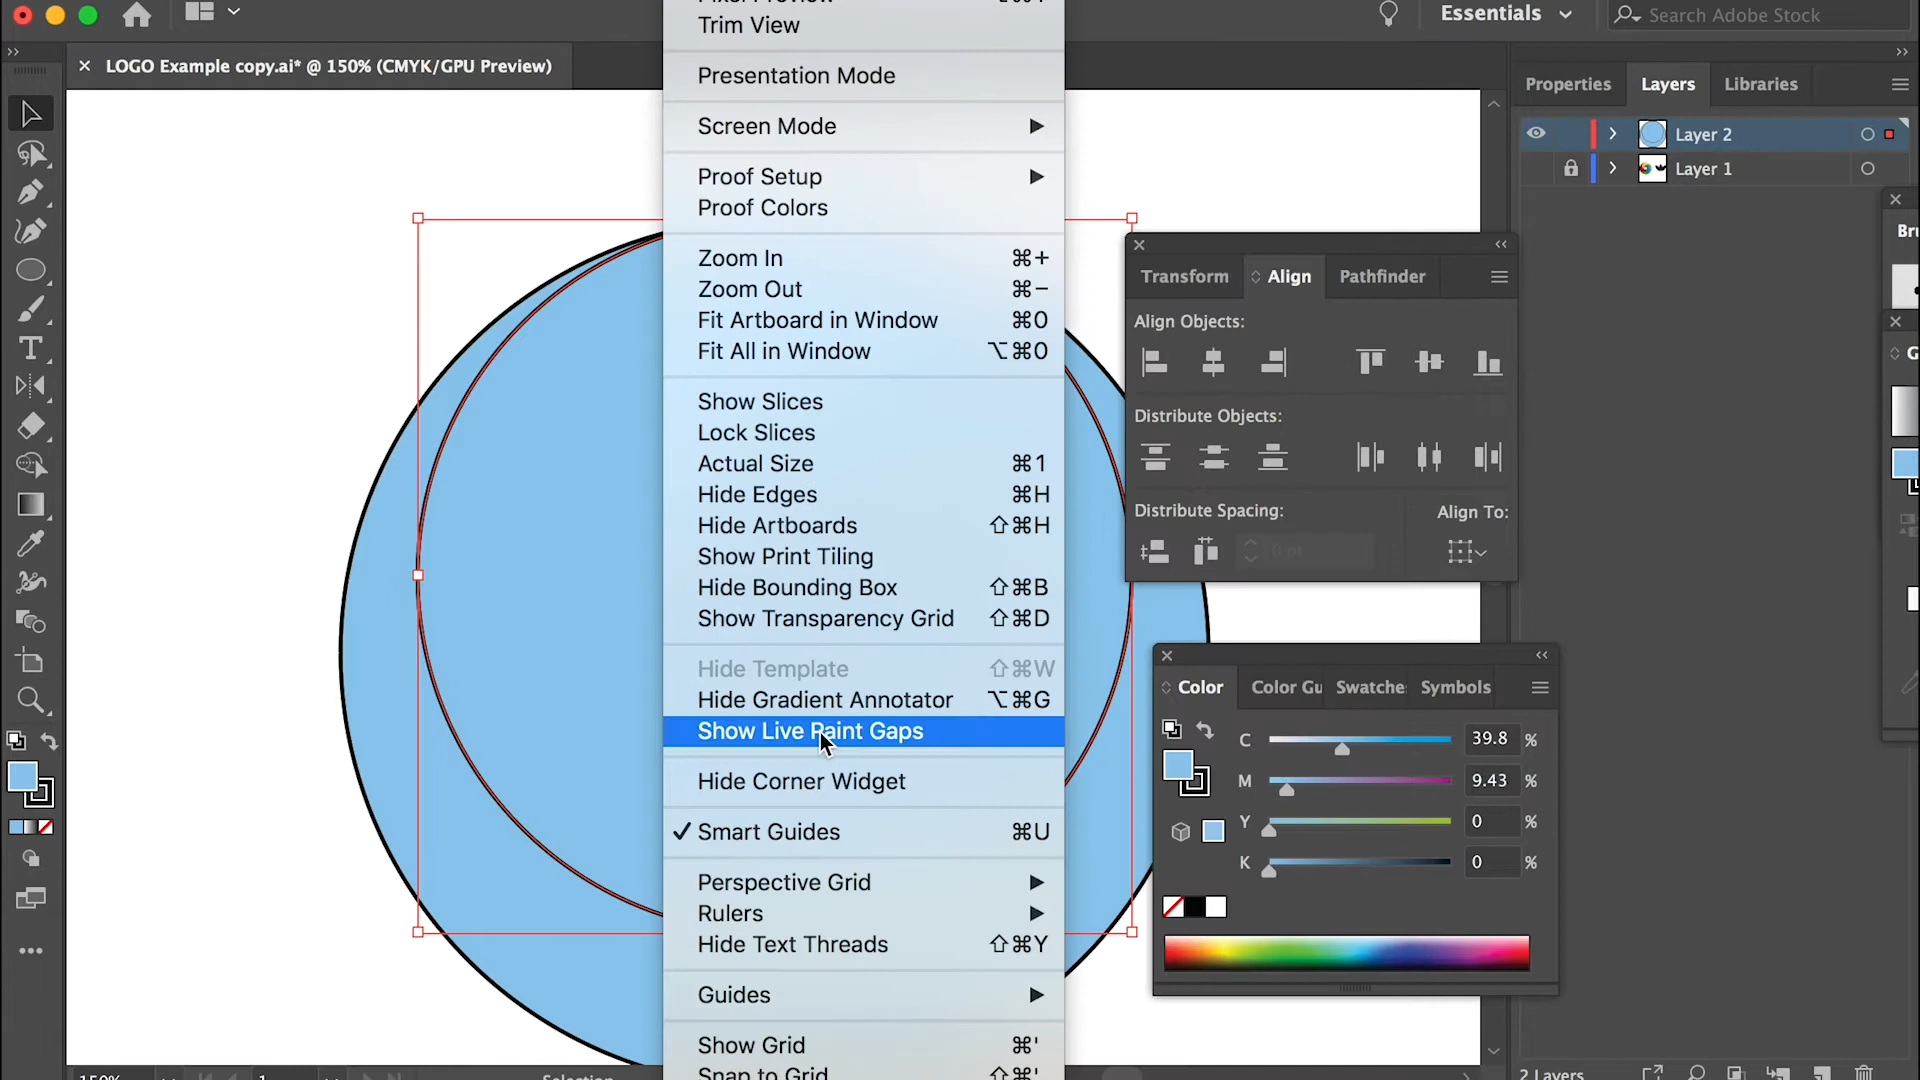 Trim View
Essentials
Search Adobe Stock
LOGO Example copy.ai* @ 150% (CMYK/GPU Preview)
Presentation Mode
Screen Mode
Proof Setup
Proof Colors
Zoom In ⌘+
Zoom Out ⌘−
Fit Artboard in Window ⌘0
Fit All in Window ⌥⌘0
Show Slices
Lock Slices
Actual Size ⌘1
Hide Edges ⌘H
Hide Artboards ⇧⌘H
Show Print Tiling
Hide Bounding Box ⇧⌘B
Show Transparency Grid ⇧⌘D
Hide Template ⇧⌘W
Hide Gradient Annotator ⌥⌘G
Show Live Paint Gaps
Hide Corner Widget
✓ Smart Guides ⌘U
Perspective Grid
Rulers
Hide Text Threads ⇧⌘Y
Guides
Show Grid ⌘'
Snap to Grid ⇧⌘'
Properties Layers Libraries
Layer 2
Layer 1
Transform Align Pathfinder
Align Objects:
Distribute Objects:
Distribute Spacing: Align To:
0 pt
Color Color Gu Swatche Symbols
C 39.8 %
M 9.43 %
Y 0 %
K 0 %
Bru
G
150% 1 Selection
2 Layers